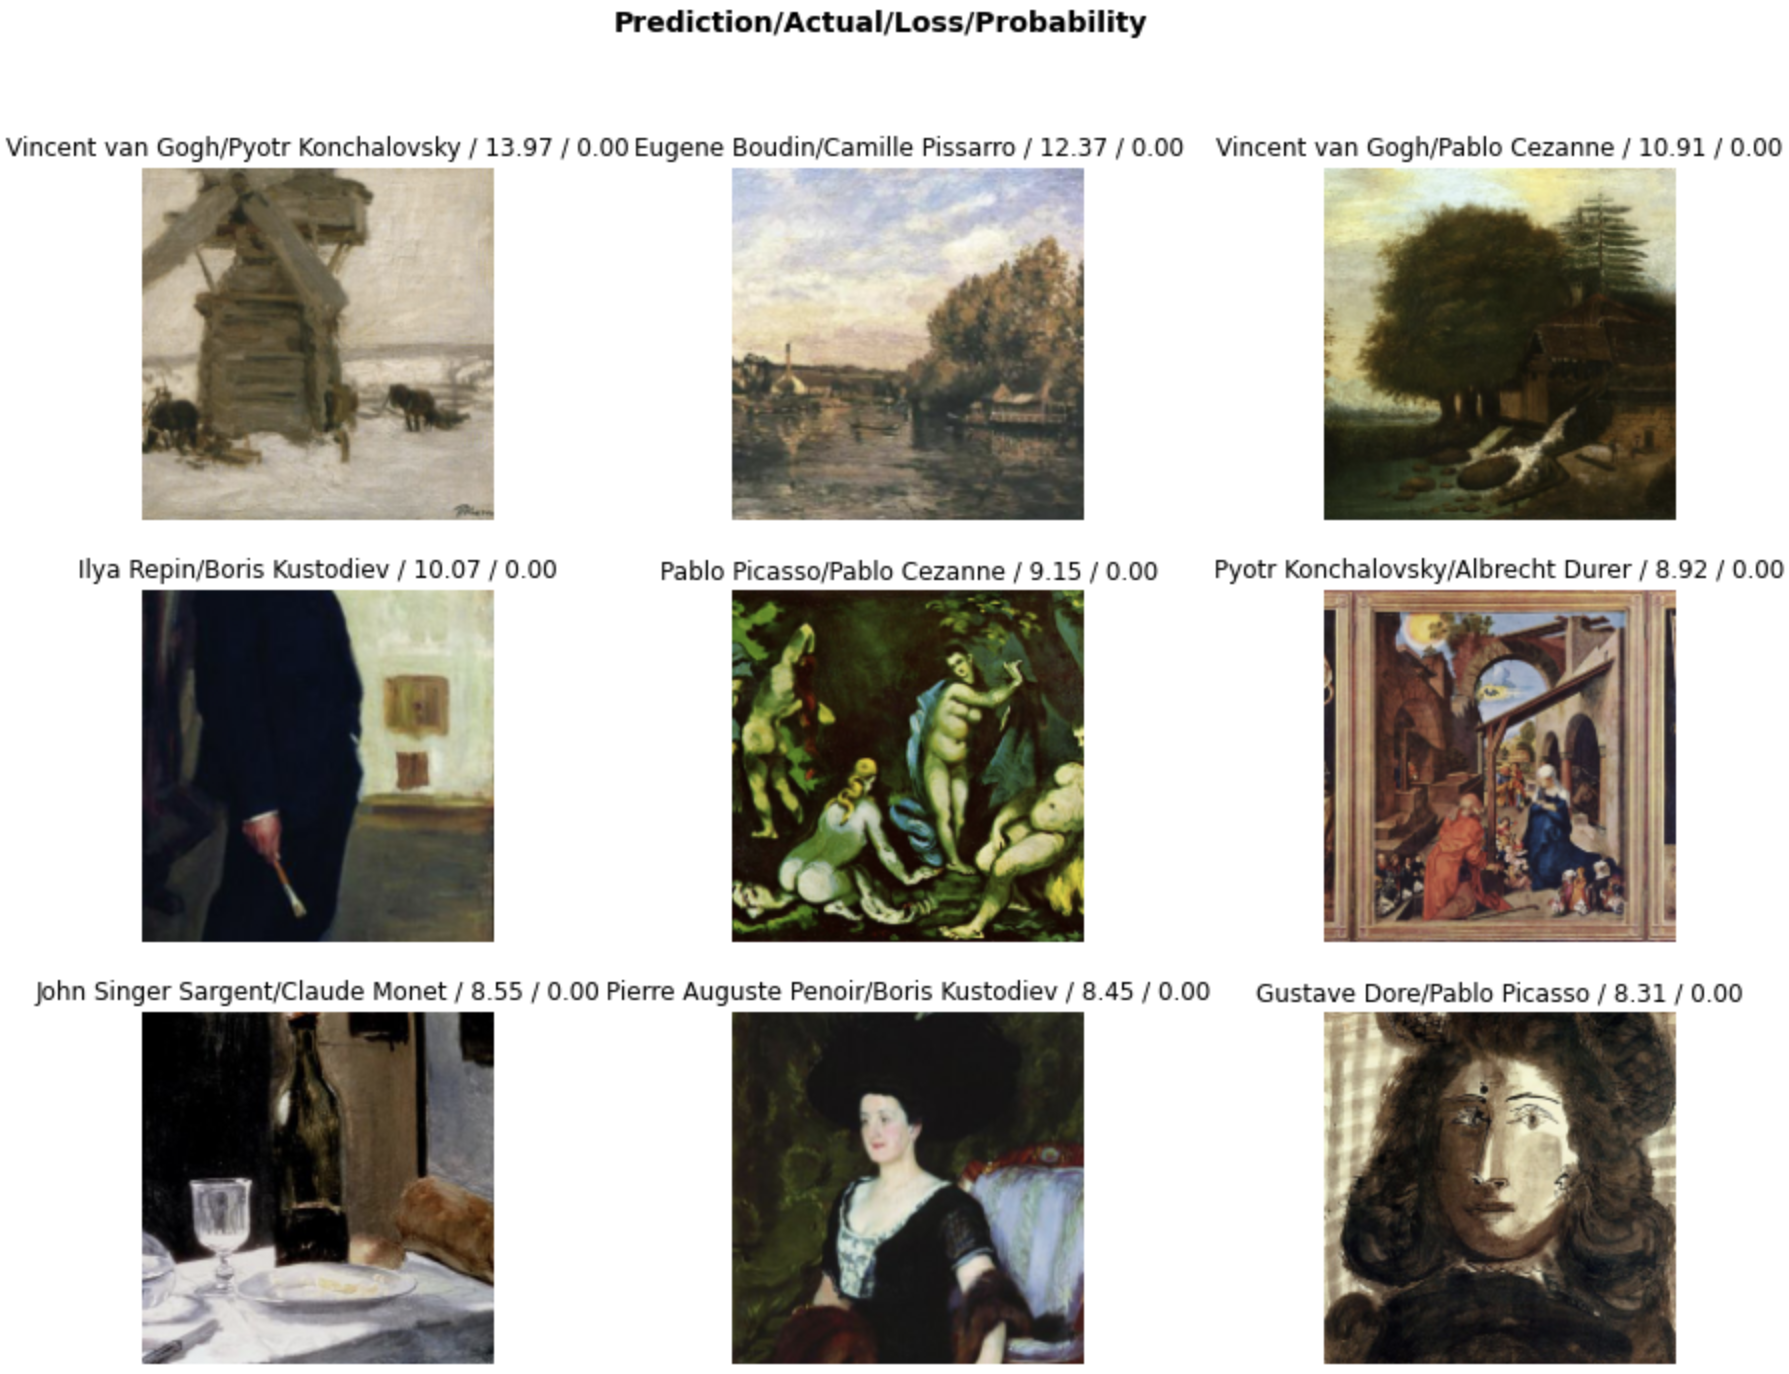 Prediction/Actual/Loss/Probability
Vincent van Gogh/Pyotr Konchalovsky / 13.97 / 0.00
Eugene Boudin/Camille Pissarro / 12.37 / 0.00
Vincent van Gogh/Pablo Cezanne / 10.91 / 0.00
Ilya Repin/Boris Kustodiev / 10.07 / 0.00
Pablo Picasso/Pablo Cezanne / 9.15 / 0.00
Pyotr Konchalovsky/Albrecht Durer / 8.92 / 0.00
John Singer Sargent/Claude Monet / 8.55 / 0.00
Pierre Auguste Penoir/Boris Kustodiev / 8.45 / 0.00
Gustave Dore/Pablo Picasso / 8.31 / 0.00